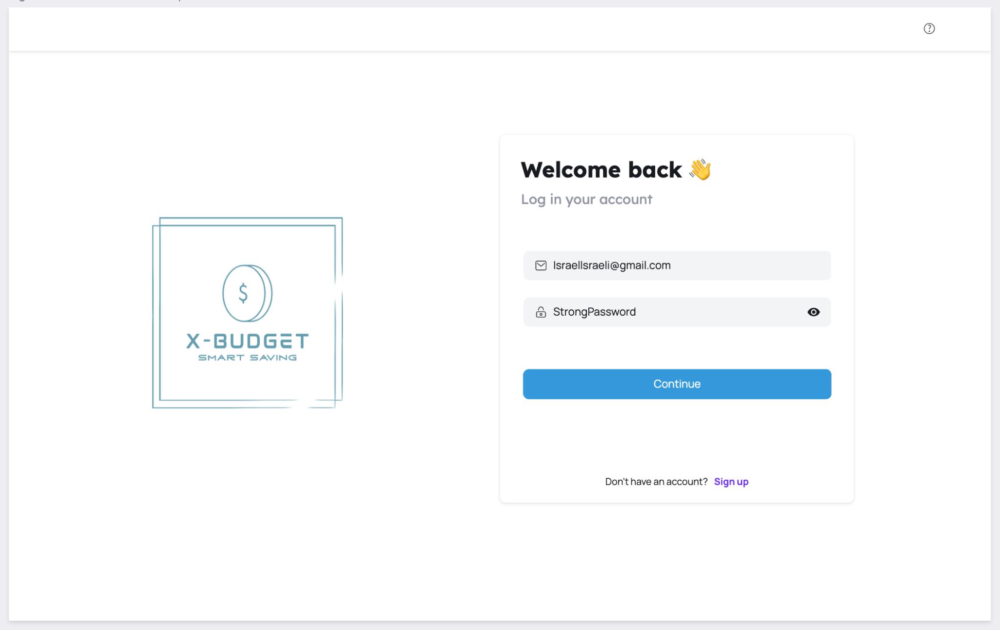 $
X-BUDGET
SMART SAVING
Welcome back 👋
Log in your account
IsraelIsraeli@gmail.com
StrongPassword
Continue
Don't have an account? Sign up